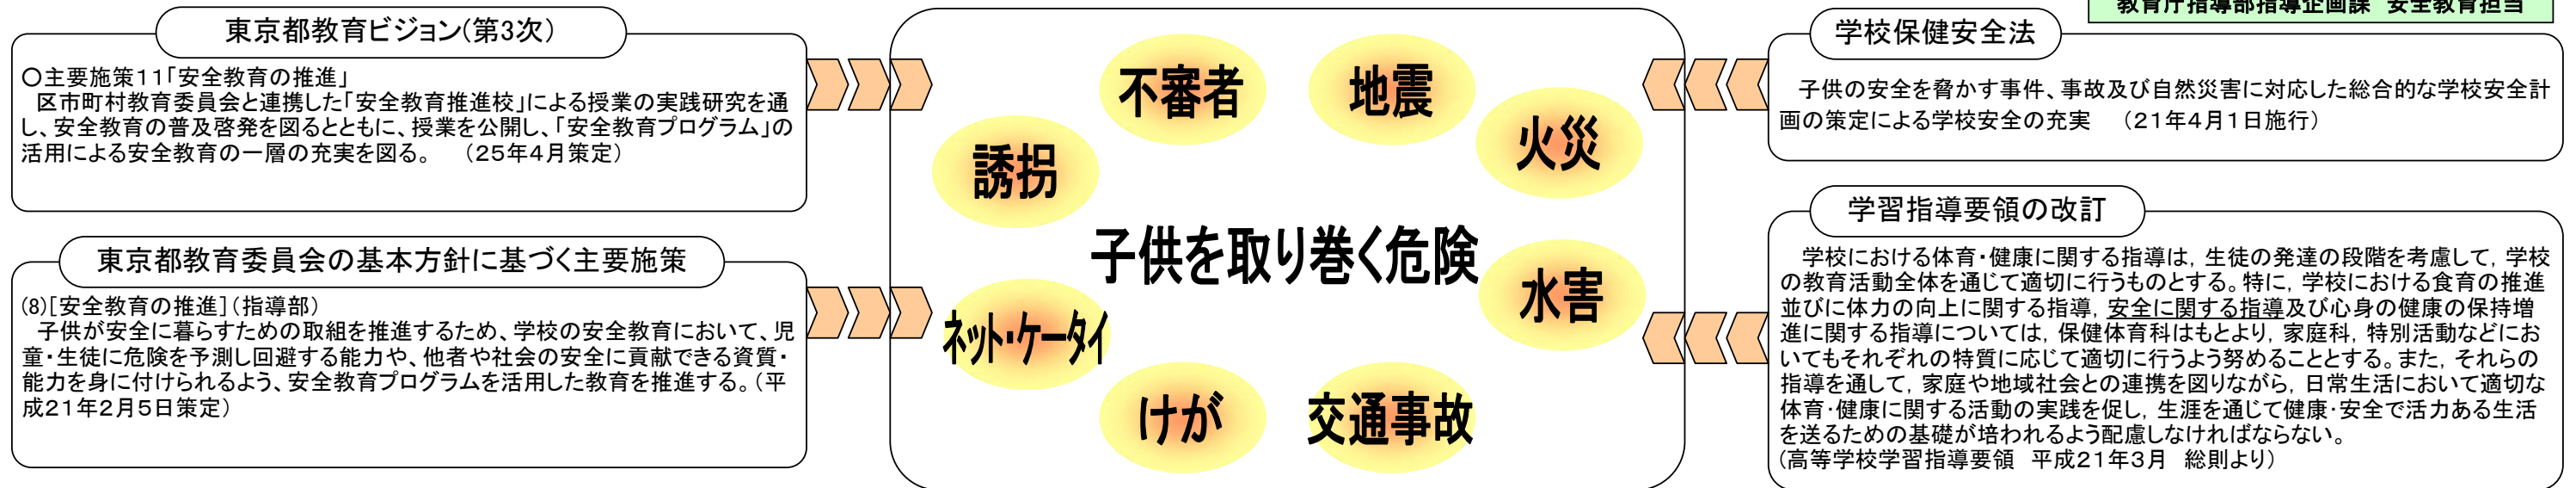 教育庁指導部指導企画課　安全教育担当
東京都教育ビジョン(第3次)
○主要施策11「安全教育の推進」
　区市町村教育委員会と連携した「安全教育推進校」による授業の実践研究を通
し、安全教育の普及啓発を図るとともに、授業を公開し、「安全教育プログラム」の
活用による安全教育の一層の充実を図る。　（25年4月策定）
東京都教育委員会の基本方針に基づく主要施策
(8)［安全教育の推進］（指導部）
　子供が安全に暮らすための取組を推進するため、学校の安全教育において、児
童・生徒に危険を予測し回避する能力や、他者や社会の安全に貢献できる資質・
能力を身に付けられるよう、安全教育プログラムを活用した教育を推進する。（平
成21年2月5日策定）
不審者
地震
火災
誘拐
子供を取り巻く危険
水害
ネット・ケータイ
けが
交通事故
学校保健安全法
　子供の安全を脅かす事件、事故及び自然災害に対応した総合的な学校安全計
画の策定による学校安全の充実　（21年4月1日施行）
学習指導要領の改訂
　学校における体育・健康に関する指導は，生徒の発達の段階を考慮して，学校
の教育活動全体を通じて適切に行うものとする。特に，学校における食育の推進
並びに体力の向上に関する指導，安全に関する指導及び心身の健康の保持増
進に関する指導については，保健体育科はもとより，家庭科，特別活動などにお
いてもそれぞれの特質に応じて適切に行うよう努めることとする。また，それらの
指導を通して，家庭や地域社会との連携を図りながら，日常生活において適切な
体育・健康に関する活動の実践を促し，生涯を通じて健康・安全で活力ある生活
を送るための基礎が培われるよう配慮しなければならない。
(高等学校学習指導要領　平成21年3月　総則より)